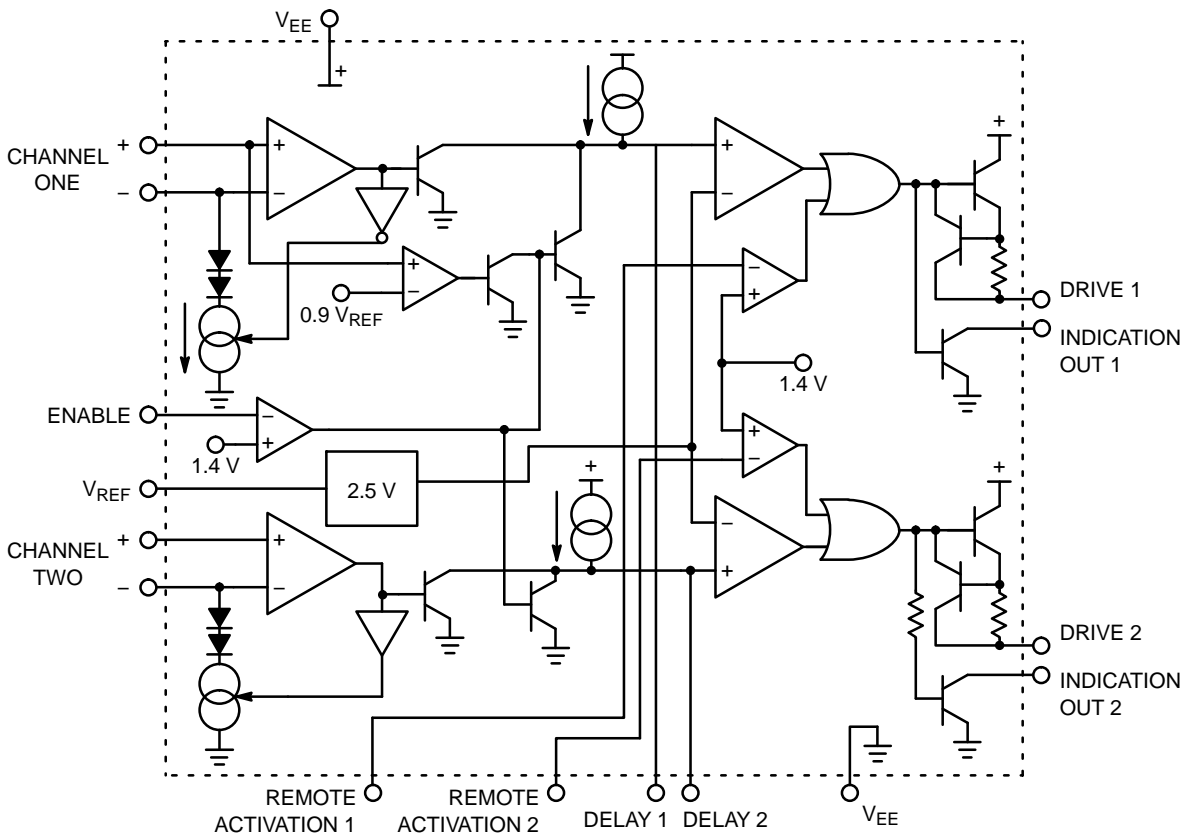 VEE
+
CHANNEL
ONE
+
−
+
−
+
−
0.9 VREF
+
−
−
+
+
1.4 V
DRIVE 1
INDICATION
OUT 1
ENABLE
−
+
1.4 V
VREF
2.5 V
+
−
CHANNEL
TWO
+
−
+
−
+
−
+
+
DRIVE 2
INDICATION
OUT 2
REMOTE
ACTIVATION 1
REMOTE
ACTIVATION 2
DELAY 1
DELAY 2
VEE